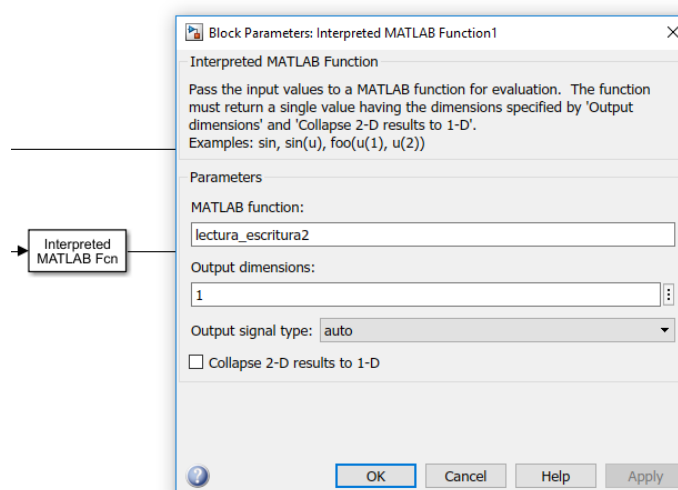 Block Parameters: Interpreted MATLAB Function1
Interpreted MATLAB Function
Pass the input values to a MATLAB function for evaluation. The function
must return a single value having the dimensions specified by 'Output
dimensions' and 'Collapse 2-D results to 1-D'.
Examples: sin, sin(u), foo(u(1), u(2))
Parameters
MATLAB function:
lectura_escritura2
Interpreted
MATLAB Fcn
Output dimensions:
1
Output signal type: auto
Collapse 2-D results to 1-D
OK Cancel Help Apply